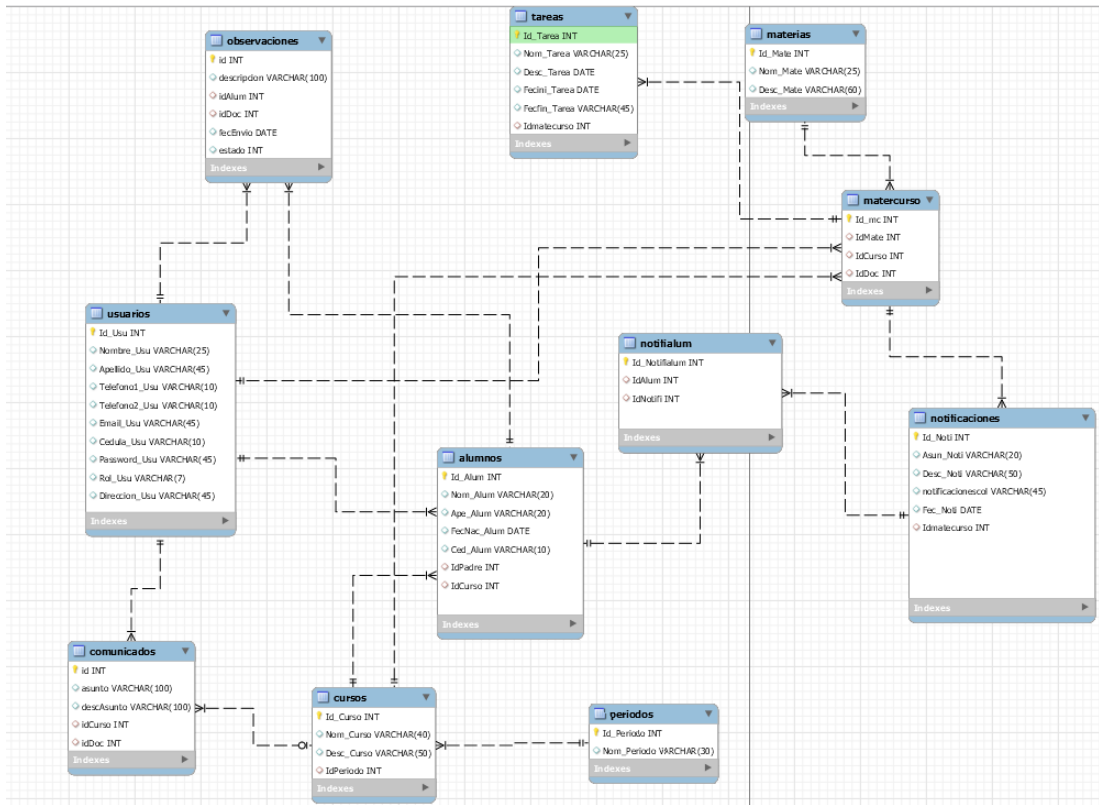 tareas
Id_Tarea INT
Nom_Tarea VARCHAR(25)
Desc_Tarea DATE
Fecini_Tarea DATE
Fecfin_Tarea VARCHAR(45)
Idmatecurso INT
Indexes
materias
Id_Mate INT
Nom_Mate VARCHAR(25)
Desc_Mate VARCHAR(60)
Indexes
observaciones
id INT
descripcion VARCHAR(100)
idAlum INT
idDoc INT
fecEnvio DATE
estado INT
Indexes
matercurso
Id_mc INT
IdMate INT
IdCurso INT
IdDoc INT
Indexes
usuarios
Id_Usu INT
Nombre_Usu VARCHAR(25)
Apellido_Usu VARCHAR(45)
Telefono1_Usu VARCHAR(10)
Telefono2_Usu VARCHAR(10)
Email_Usu VARCHAR(45)
Cedula_Usu VARCHAR(10)
Password_Usu VARCHAR(45)
Rol_Usu VARCHAR(7)
Direccion_Usu VARCHAR(45)
Indexes
notifialum
Id_Notifialum INT
IdAlum INT
IdNotifi INT
Indexes
notificaciones
Id_Noti INT
Asun_Noti VARCHAR(20)
Desc_Noti VARCHAR(50)
notificacionescol VARCHAR(45)
Fec_Noti DATE
Idmatecurso INT
Indexes
alumnos
Id_Alum INT
Nom_Alum VARCHAR(20)
Ape_Alum VARCHAR(20)
FecNac_Alum DATE
Ced_Alum VARCHAR(10)
IdPadre INT
IdCurso INT
Indexes
comunicados
id INT
asunto VARCHAR(100)
descAsunto VARCHAR(100)
idCurso INT
idDoc INT
Indexes
cursos
Id_Curso INT
Nom_Curso VARCHAR(40)
Desc_Curso VARCHAR(50)
IdPeriodo INT
Indexes
periodos
Id_Periodo INT
Nom_Periodo VARCHAR(30)
Indexes